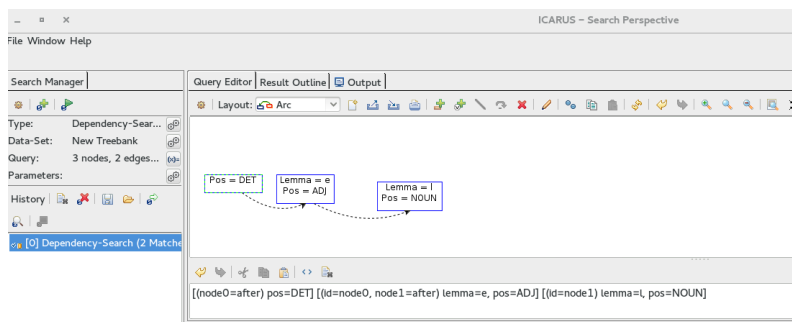 ICARUS – Search Perspective
File Window Help
Search Manager
Query Editor Result Outline Output
Layout: Arc
Type: Dependency-Sear...
Data-Set: New Treebank
Query: 3 nodes, 2 edges...
Parameters:
History
[0] Dependency-Search (2 Matche
Pos = DET
Lemma = e
Pos = ADJ
Lemma = l
Pos = NOUN
[(node0=after) pos=DET] [(id=node0, node1=after) lemma=e, pos=ADJ] [(id=node1) lemma=l, pos=NOUN]